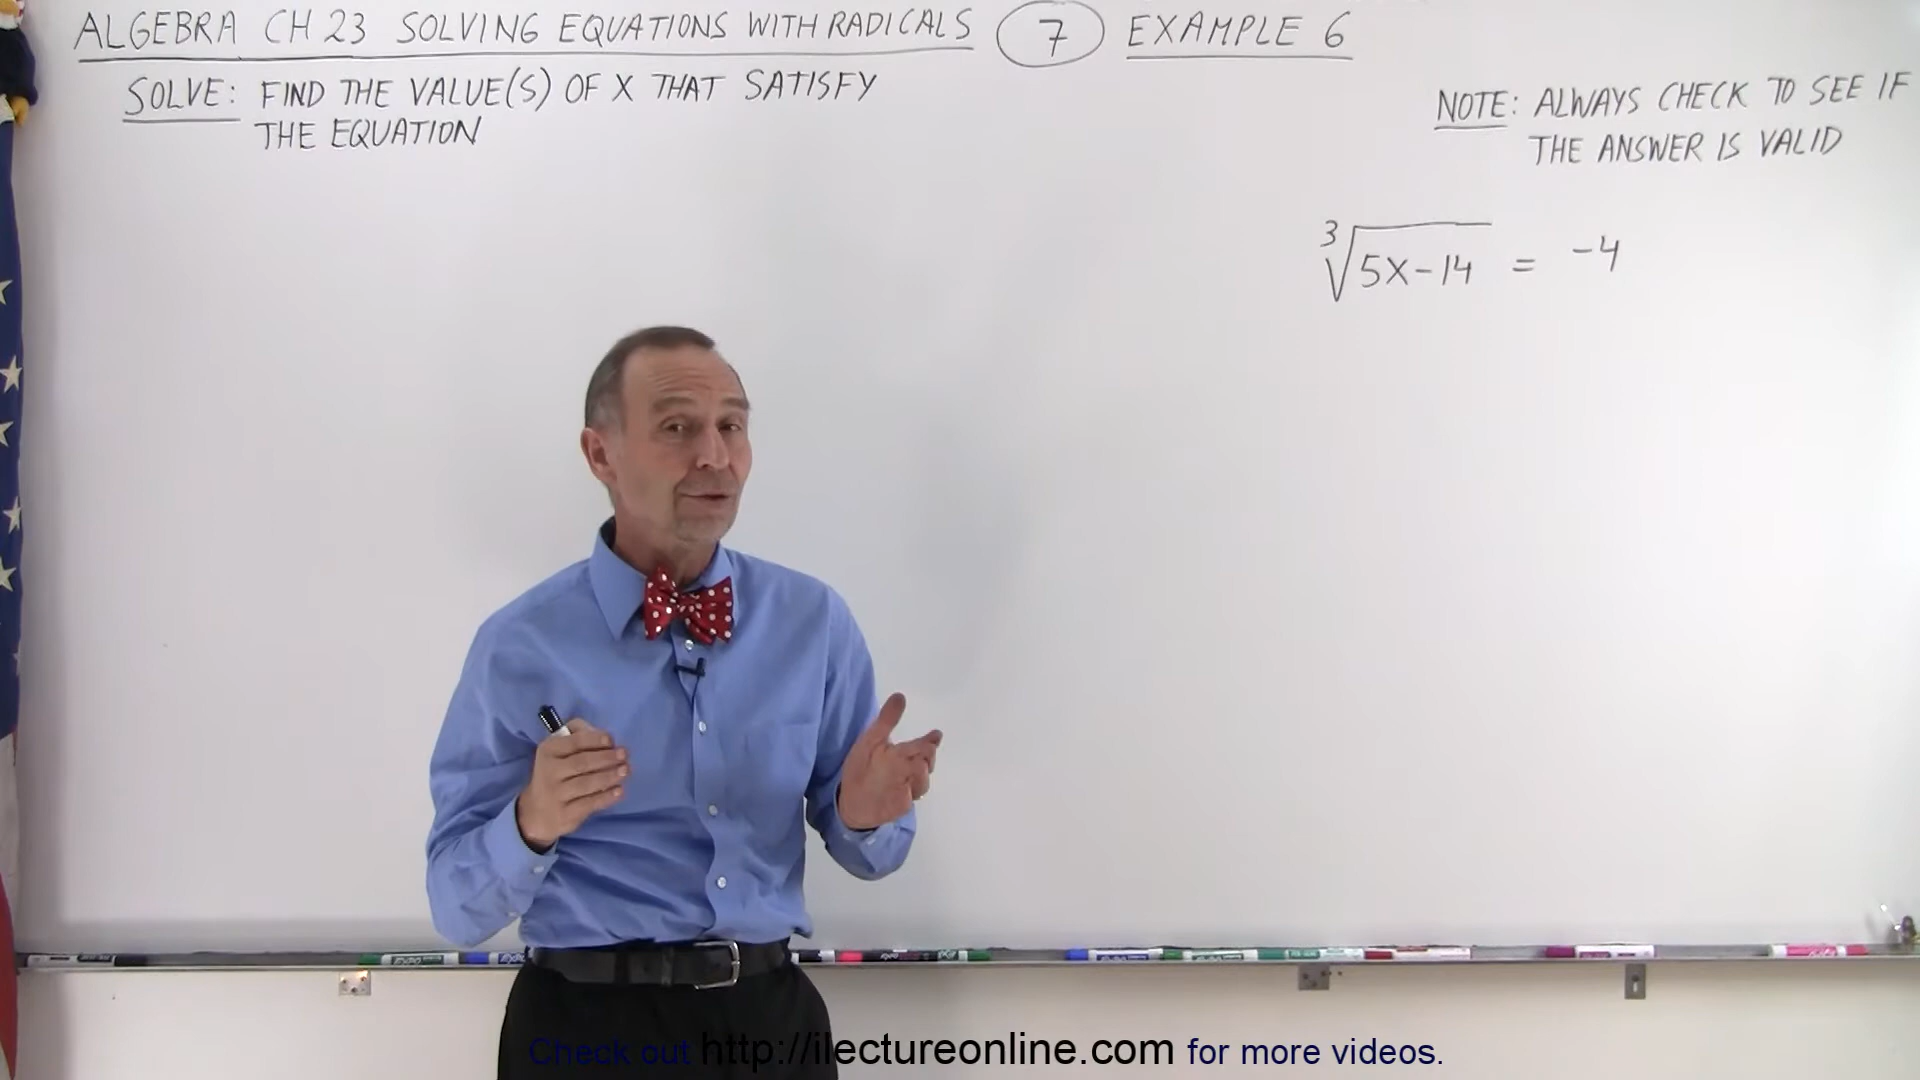 ALGEBRA CH 23 SOLVING EQUATIONS WITH RADICALS 7 EXAMPLE 6
SOLVE: FIND THE VALUE(S) OF X THAT SATISFY
THE EQUATION
NOTE: ALWAYS CHECK TO SEE IF
THE ANSWER IS VALID
∛(5X-14) = -4
Check out http://ilectureonline.com for more videos.